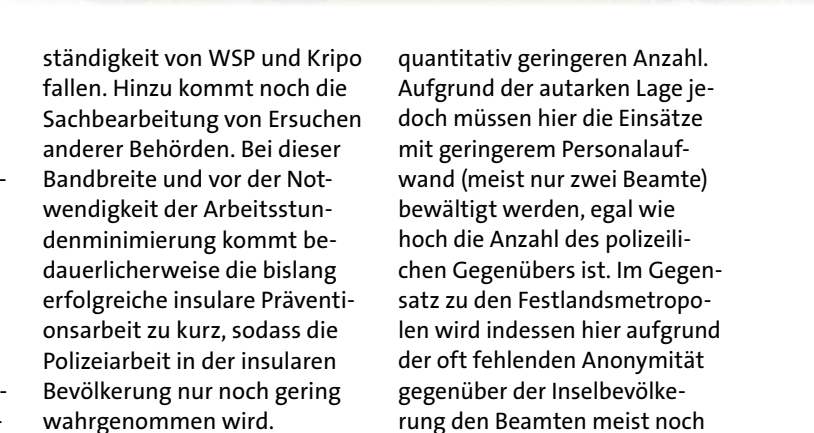 ständigkeit von WSP und Kripo
fallen. Hinzu kommt noch die
Sachbearbeitung von Ersuchen
anderer Behörden. Bei dieser
Bandbreite und vor der Not-
wendigkeit der Arbeitsstun-
denminimierung kommt be-
dauerlicherweise die bislang
erfolgreiche insulare Präventi-
onsarbeit zu kurz, sodass die
Polizeiarbeit in der insularen
Bevölkerung nur noch gering
wahrgenommen wird.
quantitativ geringeren Anzahl.
Aufgrund der autarken Lage je-
doch müssen hier die Einsätze
mit geringerem Personalauf-
wand (meist nur zwei Beamte)
bewältigt werden, egal wie
hoch die Anzahl des polizeili-
chen Gegenübers ist. Im Gegen-
satz zu den Festlandsmetropo-
len wird indessen hier aufgrund
der oft fehlenden Anonymität
gegenüber der Inselbevölke-
rung den Beamten meist noch